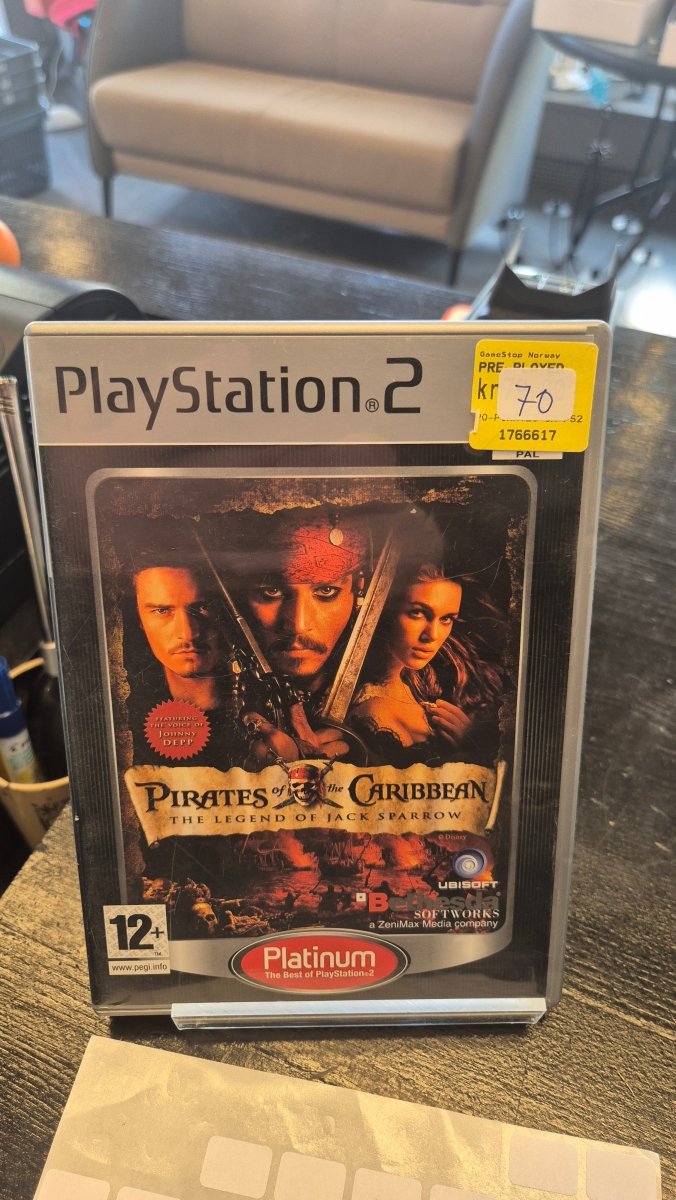 PlayStation®2
GameStop Norway
PRE PLOYED
kr 70
1766617
PAL
FEATURING
THE VOICE OF
JOHNNY
DEPP
PIRATES of the CARIBBEAN
THE LEGEND OF JACK SPARROW
© Disney
UBISOFT
Bethesda
SOFTWORKS
a ZeniMax Media company
12+
www.pegi.info
Platinum
The Best of PlayStation®2